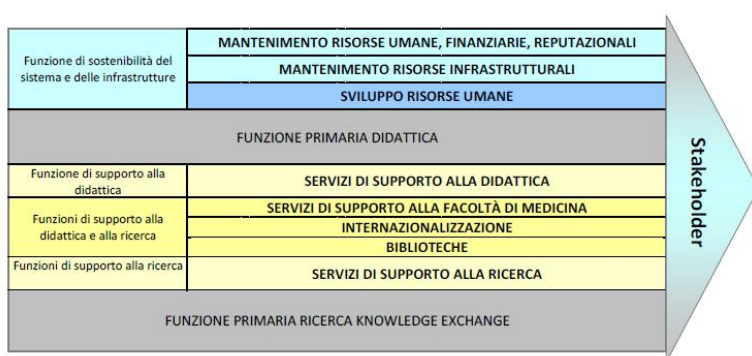 Funzione di sostenibilità del
sistema e delle infrastrutture
MANTENIMENTO RISORSE UMANE, FINANZIARIE, REPUTAZIONALI
MANTENIMENTO RISORSE INFRASTRUTTURALI
SVILUPPO RISORSE UMANE
FUNZIONE PRIMARIA DIDATTICA
Funzione di supporto alla
didattica
SERVIZI DI SUPPORTO ALLA DIDATTICA
Funzioni di supporto alla
didattica e alla ricerca
SERVIZI DI SUPPORTO ALLA FACOLTÀ DI MEDICINA
INTERNAZIONALIZZAZIONE
BIBLIOTECHE
Funzioni di supporto alla ricerca
SERVIZI DI SUPPORTO ALLA RICERCA
FUNZIONE PRIMARIA RICERCA KNOWLEDGE EXCHANGE
Stakeholder